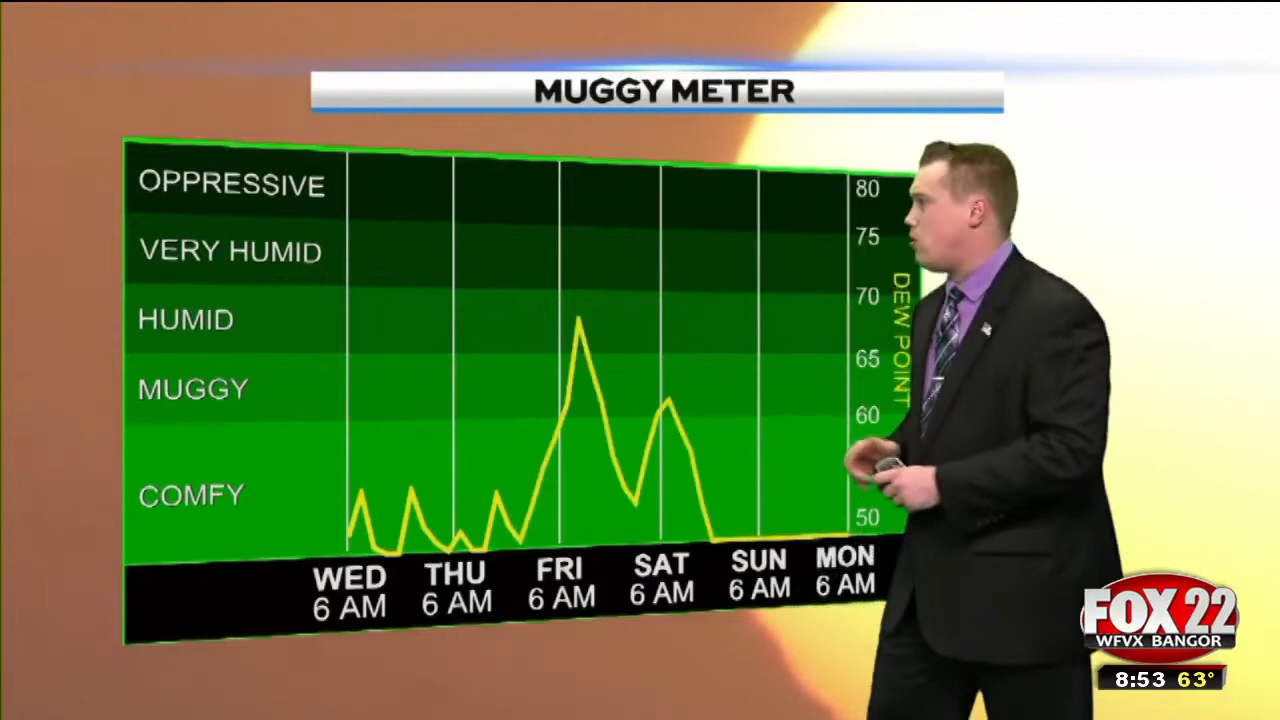 MUGGY METER
OPPRESSIVE
VERY HUMID
HUMID
MUGGY
COMFY
80
75
70
65
60
50
DEW POINT
WED THU FRI SAT SUN MON
6 AM 6 AM 6 AM 6 AM 6 AM 6 AM
FOX 22
WFVX BANGOR
8:53 63°